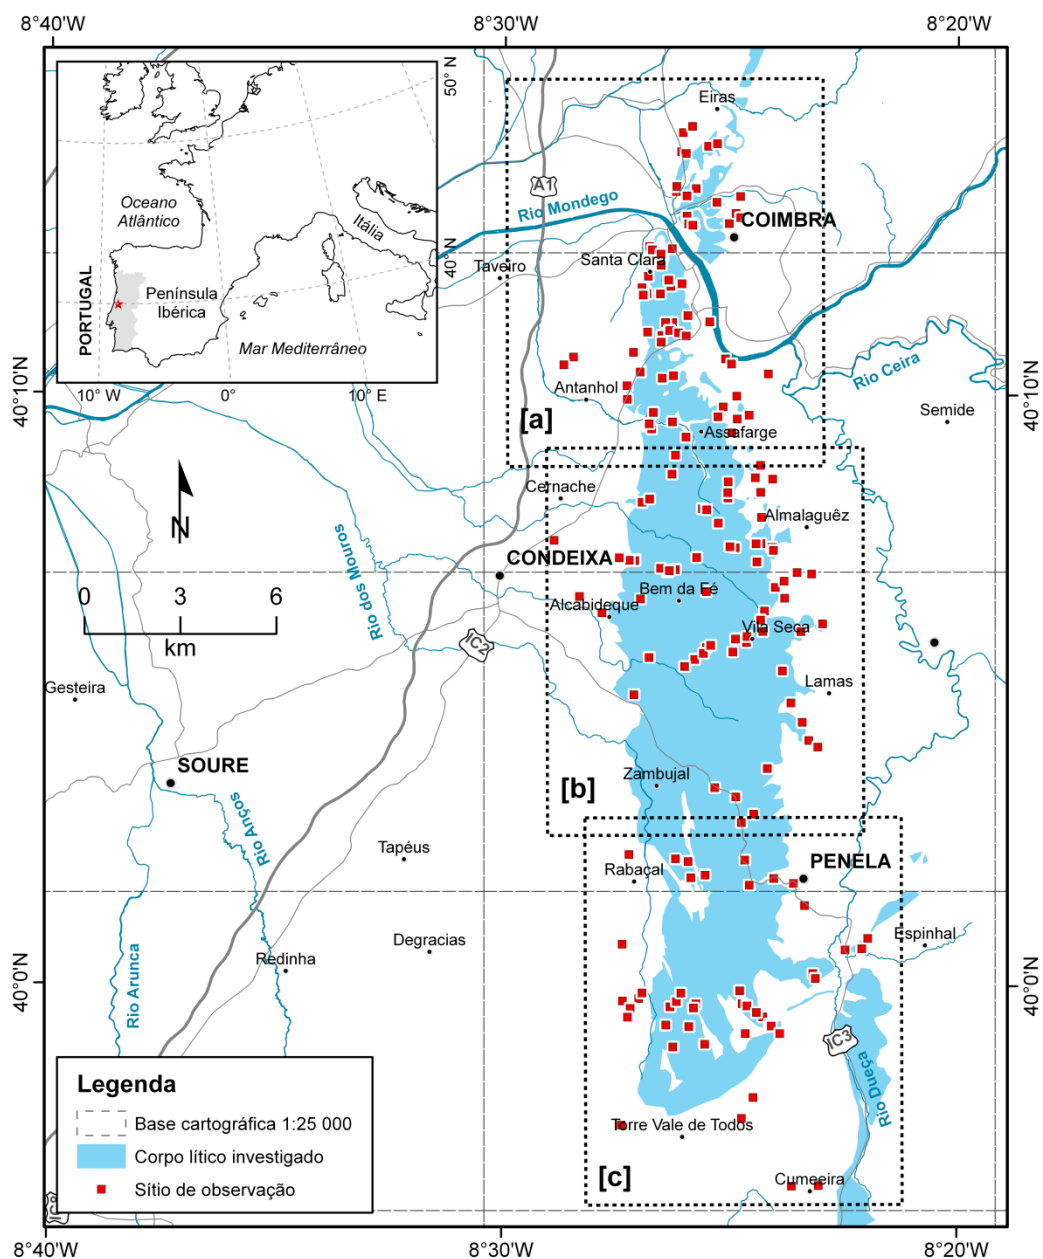 8°40'W
8°30'W
8°20'W
50° N
40° N
Oceano
Atlântico
Itália
PORTUGAL
Península
Ibérica
Mar Mediterrâneo
10° W
0°
10° E
Eiras
A1
Rio Mondego
COIMBRA
Taveiro
Santa Clara
Rio Ceira
40°10'N
40°10'N
Antanhol
Semide
[a]
Assafarge
Cernache
Almalaguêz
N
Rio dos Mouros
CONDEIXA
0
3
6
km
Bem da Fé
Alcabideque
IC2
Vila Seca
Gesteira
Lamas
SOURE
Zambujal
[b]
Rio Anços
Tapéus
Rabaçal
PENELA
Degracias
Espinhal
Redinha
Rio Arunca
40°0'N
40°0'N
IC3
Rio Dueça
Torre Vale de Todos
[c]
Cumeeira
Legenda
Base cartográfica 1:25 000
Corpo lítico investigado
Sítio de observação
8°40'W
8°30'W
8°20'W